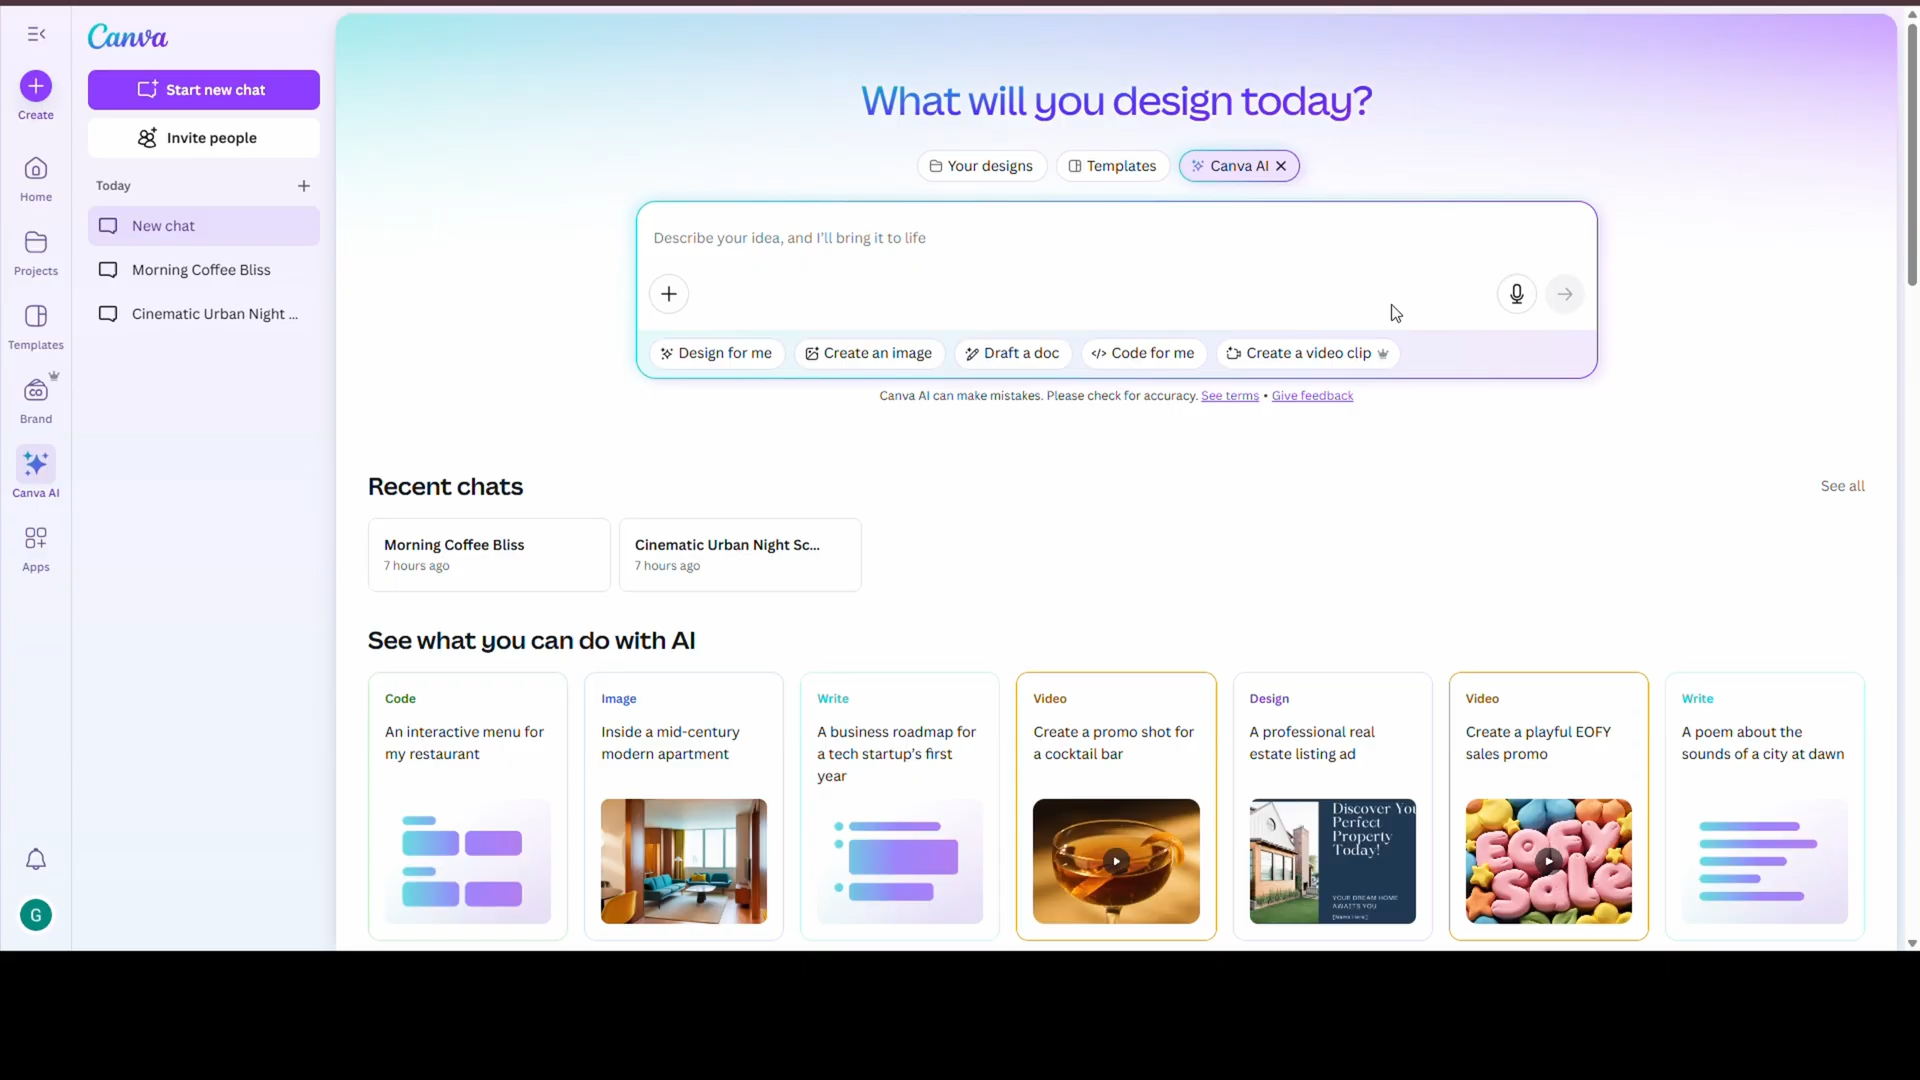 Canva
Start new chat
Invite people
Today
New chat
Morning Coffee Bliss
Cinematic Urban Night ...
Create
Home
Projects
Templates
CO
Brand
Canva AI
Apps
G
What will you design today?
Your designs
Templates
Canva AI
Describe your idea, and I'll bring it to life
Design for me
Create an image
Draft a doc
Code for me
Create a video clip
Canva AI can make mistakes. Please check for accuracy. See terms • Give feedback
Recent chats
See all
Morning Coffee Bliss
7 hours ago
Cinematic Urban Night Sc...
7 hours ago
See what you can do with AI
Code
An interactive menu for
my restaurant
Image
Inside a mid-century
modern apartment
Write
A business roadmap for
a tech startup's first
year
Video
Create a promo shot for
a cocktail bar
Design
A professional real
estate listing ad
Discover You
Perfect
Property
Today!
YOUR DREAM HOME
AWAITS YOU
Video
Create a playful EOFY
sales promo
EOFY
Sale
Write
A poem about the
sounds of a city at dawn